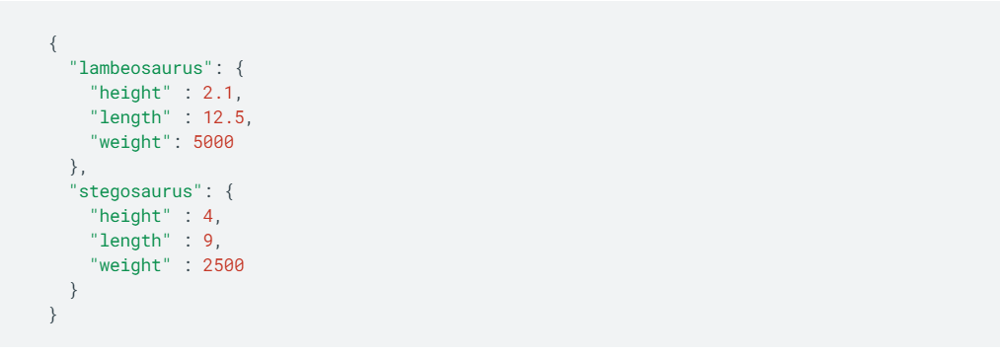 {
  "lambeosaurus": {
    "height" : 2.1,
    "length" : 12.5,
    "weight": 5000
  },
  "stegosaurus": {
    "height" : 4,
    "length" : 9,
    "weight" : 2500
  }
}